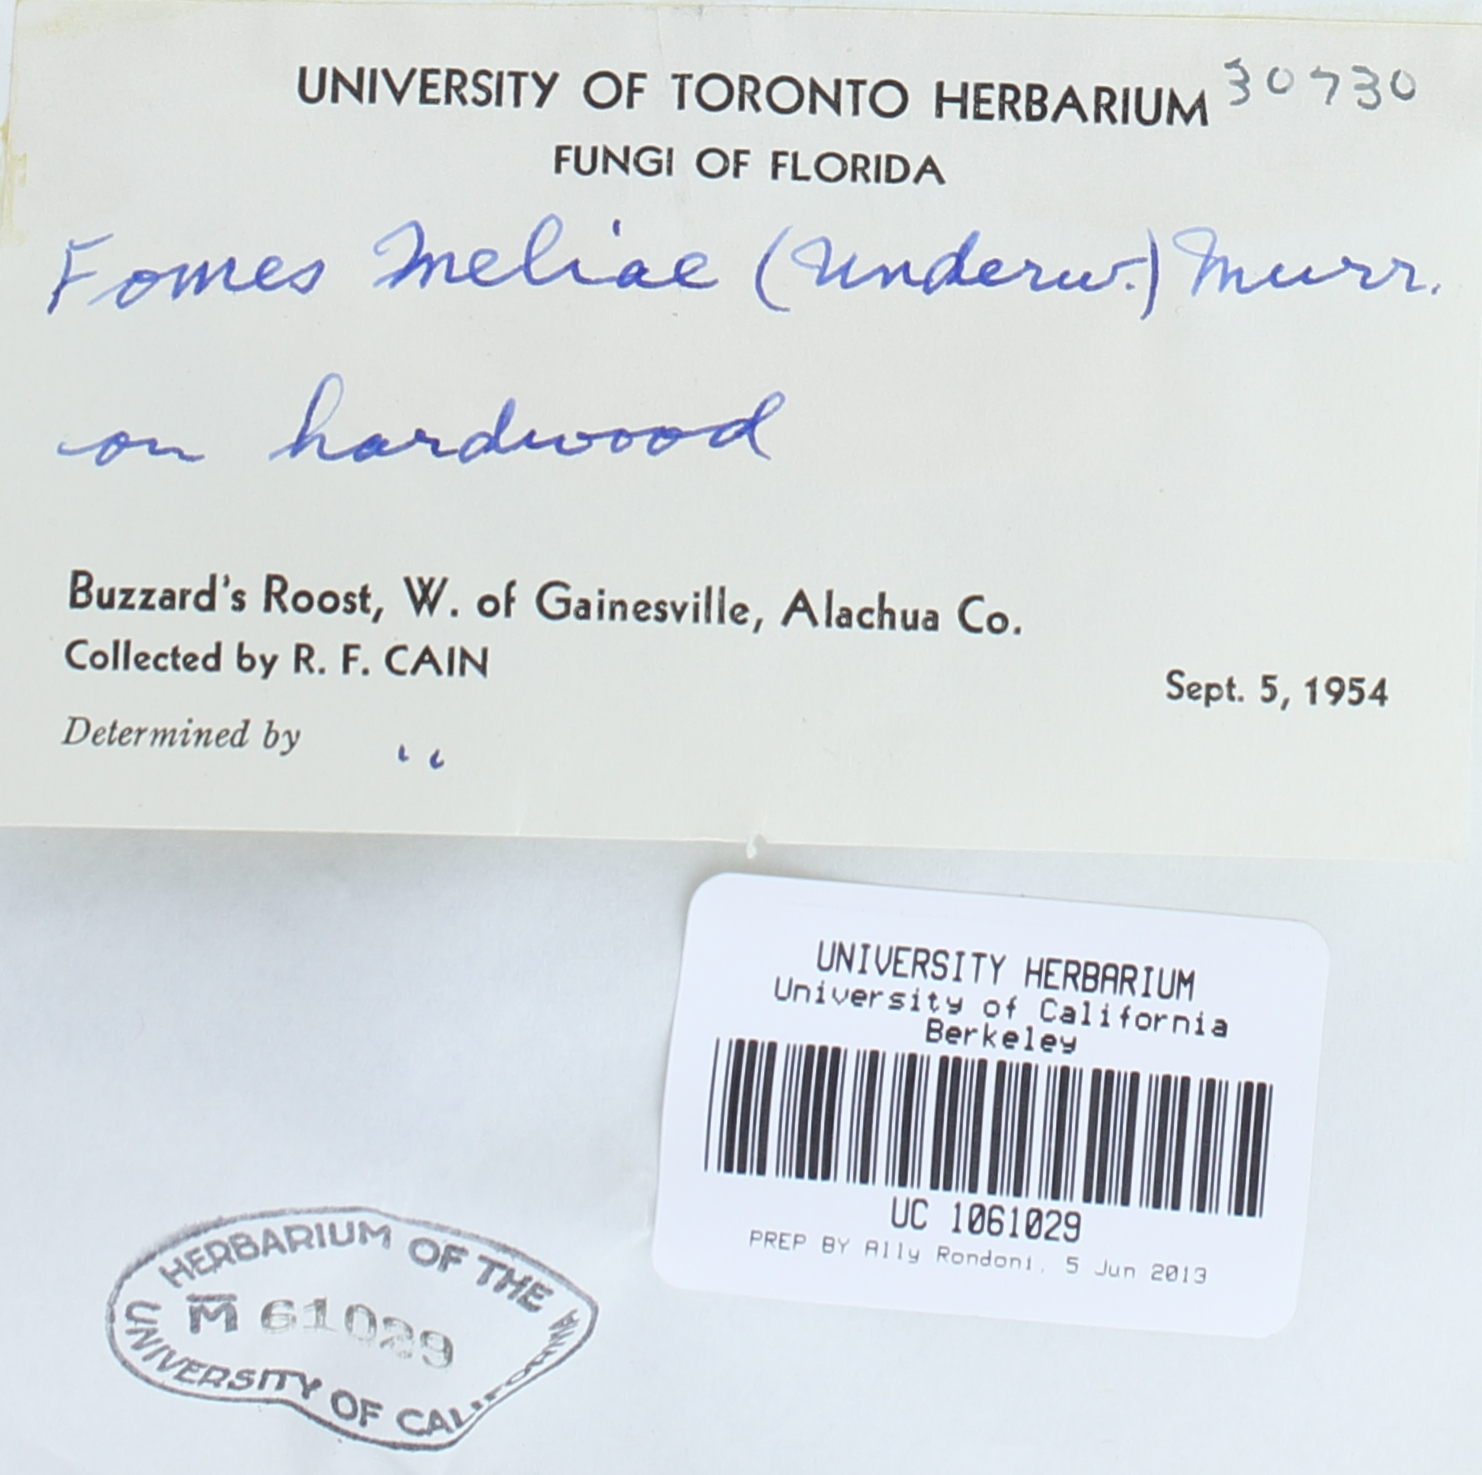 UNIVERSITY OF TORONTO HERBARIUM 30730
FUNGI OF FLORIDA
Fomes Meliae (Underw.) Murr.
on hardwood
Buzzard's Roost, W. of Gainesville, Alachua Co.
Collected by R. F. CAIN
Sept. 5, 1954
Determined by "
UNIVERSITY HERBARIUM
University of California
Berkeley
UC 1061029
PREP BY Ally Rondoni, 5 Jun 2013
HERBARIUM OF THE
M 61029
UNIVERSITY OF CALIFORNIA